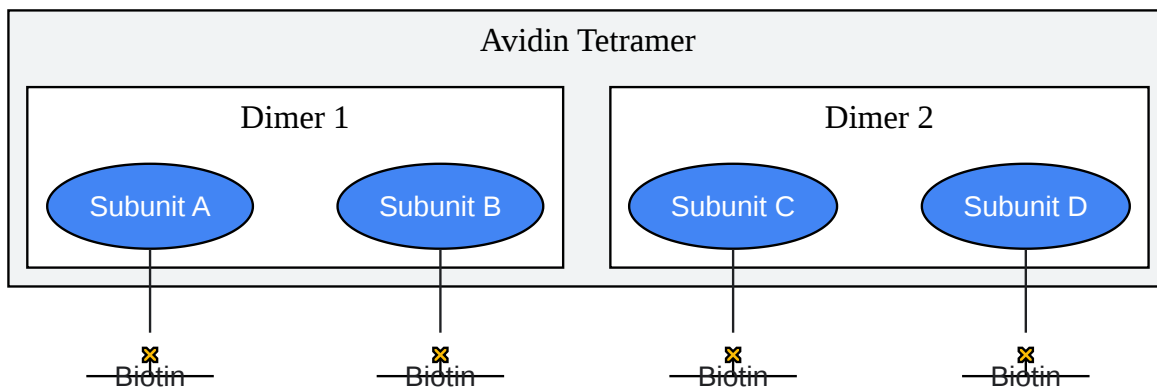 Avidin Tetramer
Dimer 1
Dimer 2
Subunit A
Subunit B
Subunit C
Subunit D
Biotin
Biotin
Biotin
Biotin